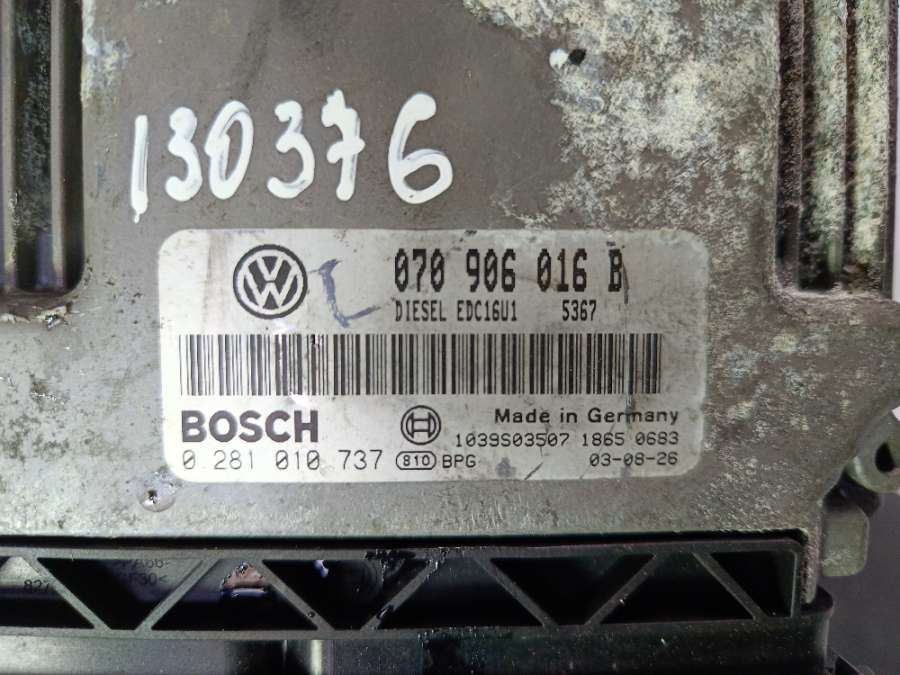 130376
070 906 016 B
DIESEL EDC16U1 5367
BOSCH
Made in Germany
1039S03507 1865 0683
0 281 010 737 810 BPG 03-08-26